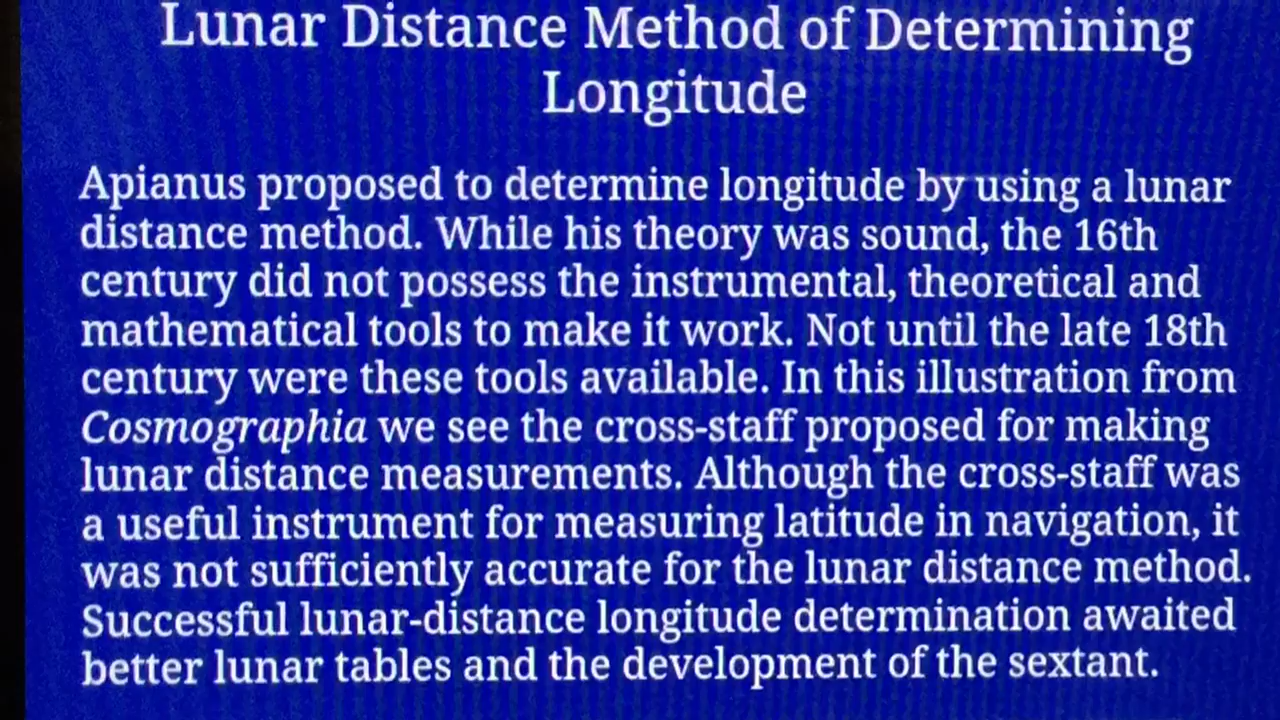 Lunar Distance Method of Determining
Longitude
Apianus proposed to determine longitude by using a lunar
distance method. While his theory was sound, the 16th
century did not possess the instrumental, theoretical and
mathematical tools to make it work. Not until the late 18th
century were these tools available. In this illustration from
Cosmographia we see the cross-staff proposed for making
lunar distance measurements. Although the cross-staff was
a useful instrument for measuring latitude in navigation, it
was not sufficiently accurate for the lunar distance method.
Successful lunar-distance longitude determination awaited
better lunar tables and the development of the sextant.